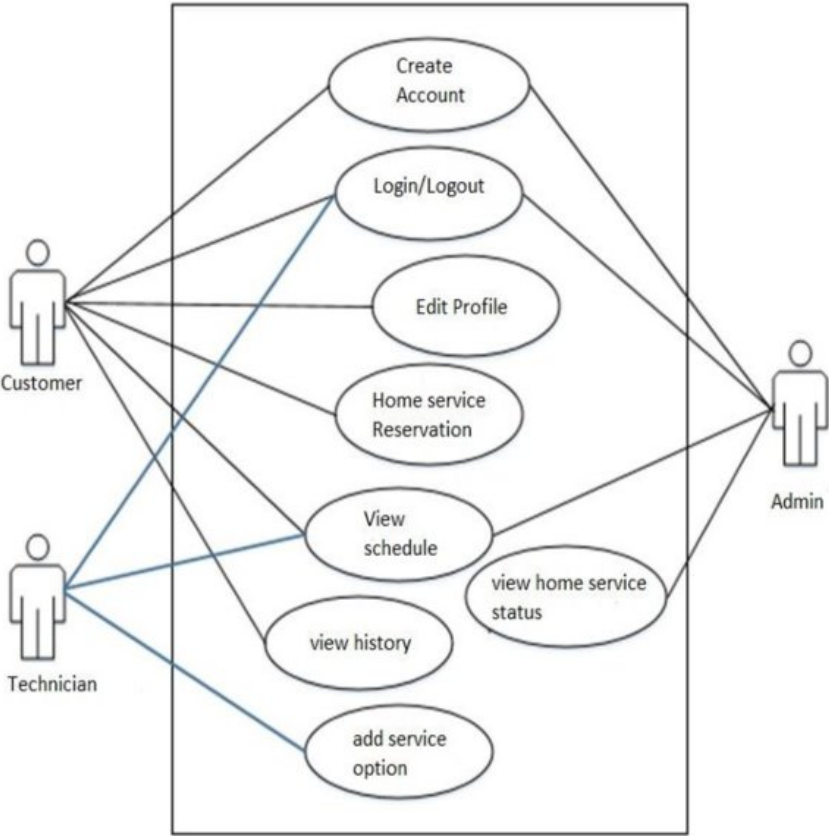 Create
Account
Login/Logout
Edit Profile
Customer
Home service
Reservation
Admin
View
schedule
view home service
status
view history
Technician
add service
option